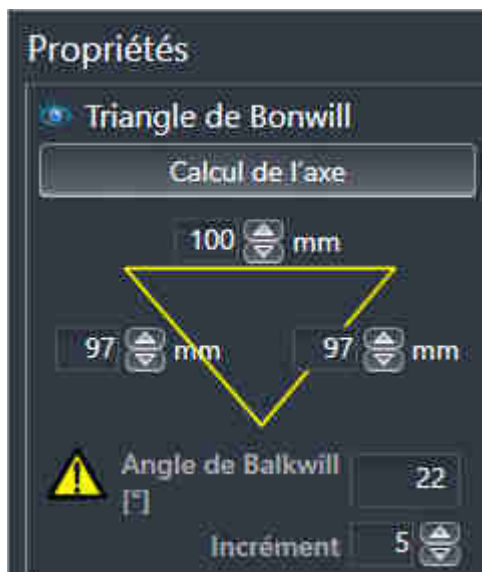 Propriétés
Triangle de Bonwill
Calcul de l'axe
100 mm
97 mm 97 mm
Angle de Balkwill
[°] 22
Incrément 5